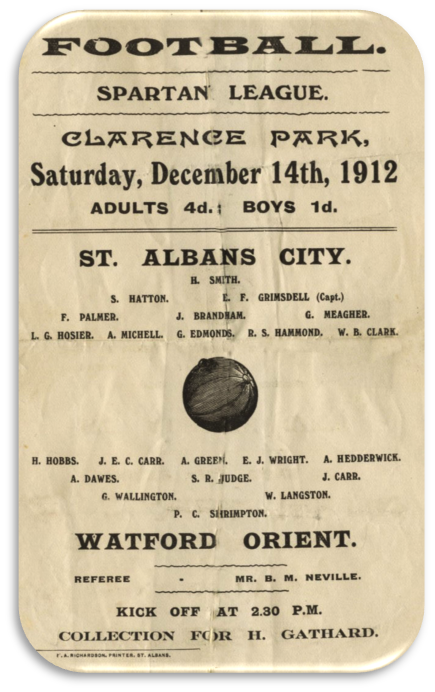 FOOTBALL.
SPARTAN LEAGUE.
CLARENCE PARK,
Saturday, December 14th, 1912
ADULTS 4d.; BOYS 1d.
ST. ALBANS CITY.
H. SMITH.
S. HATTON. E. F. GRIMSDELL (Capt.)
F. PALMER. J. BRANDHAM. G. MEAGHER.
L. G. HOSIER. A. MICHELL. G. EDMONDS. R. S. HAMMOND. W. B. CLARK.
H. HOBBS. J. E. C. CARR. A. GREEN. E. J. WRIGHT. A. HEDDERWICK.
A. DAWES. S. R. JUDGE. J. CARR.
G. WALLINGTON. W. LANGSTON.
P. C. SHRIMPTON.
WATFORD ORIENT.
REFEREE - MR. B. M. NEVILLE.
KICK OFF AT 2.30 P.M.
COLLECTION FOR H. GATHARD.
F. A. RICHARDSON, PRINTER, ST. ALBANS.